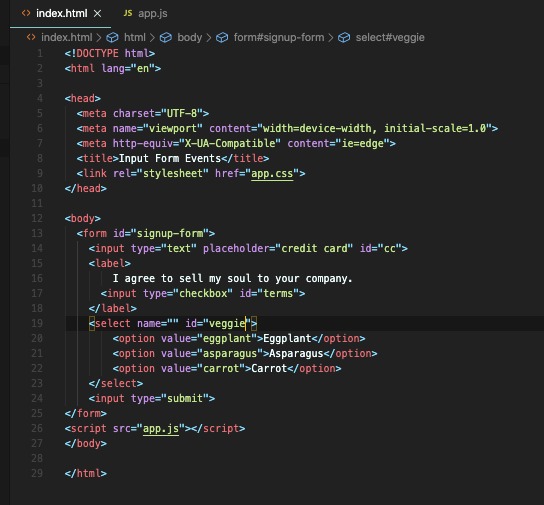 <> index.html × JS app.js
<> index.html > html > body > form#signup-form > select#veggie
1 <!DOCTYPE html>
2 <html lang="en">
3
4 <head>
5 <meta charset="UTF-8">
6 <meta name="viewport" content="width=device-width, initial-scale=1.0">
7 <meta http-equiv="X-UA-Compatible" content="ie=edge">
8 <title>Input Form Events</title>
9 <link rel="stylesheet" href="app.css">
10 </head>
11
12 <body>
13 <form id="signup-form">
14 <input type="text" placeholder="credit card" id="cc">
15 <label>
16 I agree to sell my soul to your company.
17 <input type="checkbox" id="terms">
18 </label>
19 <select name="" id="veggie">
20 <option value="eggplant">Eggplant</option>
21 <option value="asparagus">Asparagus</option>
22 <option value="carrot">Carrot</option>
23 </select>
24 <input type="submit">
25 </form>
26 <script src="app.js"></script>
27 </body>
28
29 </html>